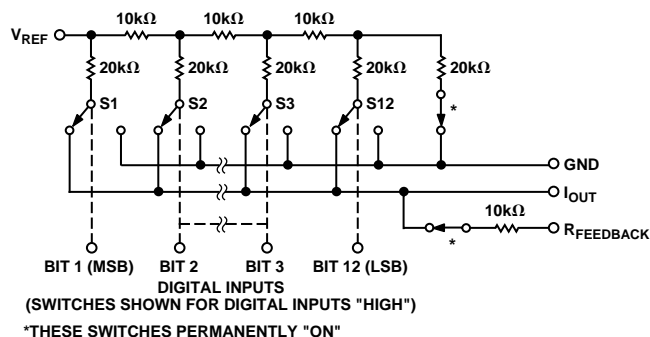 10kΩ 10kΩ 10kΩ
VREF
20kΩ 20kΩ 20kΩ 20kΩ 20kΩ
S1 S2 S3 S12 *
GND
IOUT
10kΩ
* RFEEDBACK
BIT 1 (MSB) BIT 2 BIT 3 BIT 12 (LSB)
DIGITAL INPUTS
(SWITCHES SHOWN FOR DIGITAL INPUTS "HIGH")
*THESE SWITCHES PERMANENTLY "ON"